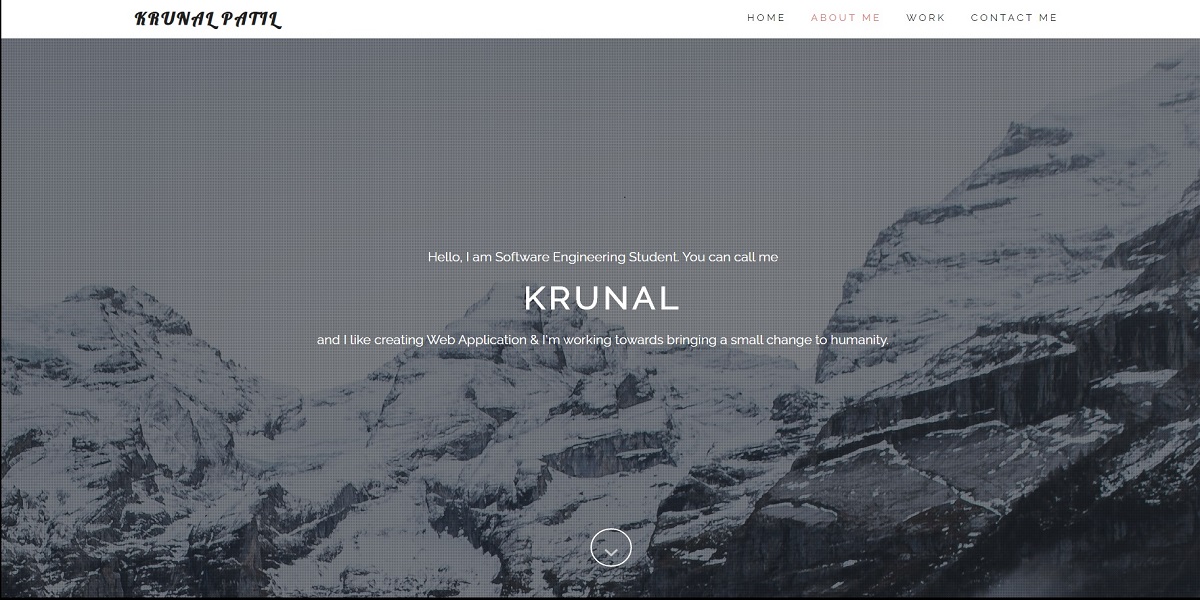 KRUNAL PATIL
HOME ABOUT ME WORK CONTACT ME
Hello, I am Software Engineering Student. You can call me
KRUNAL
and I like creating Web Application & I'm working towards bringing a small change to humanity.